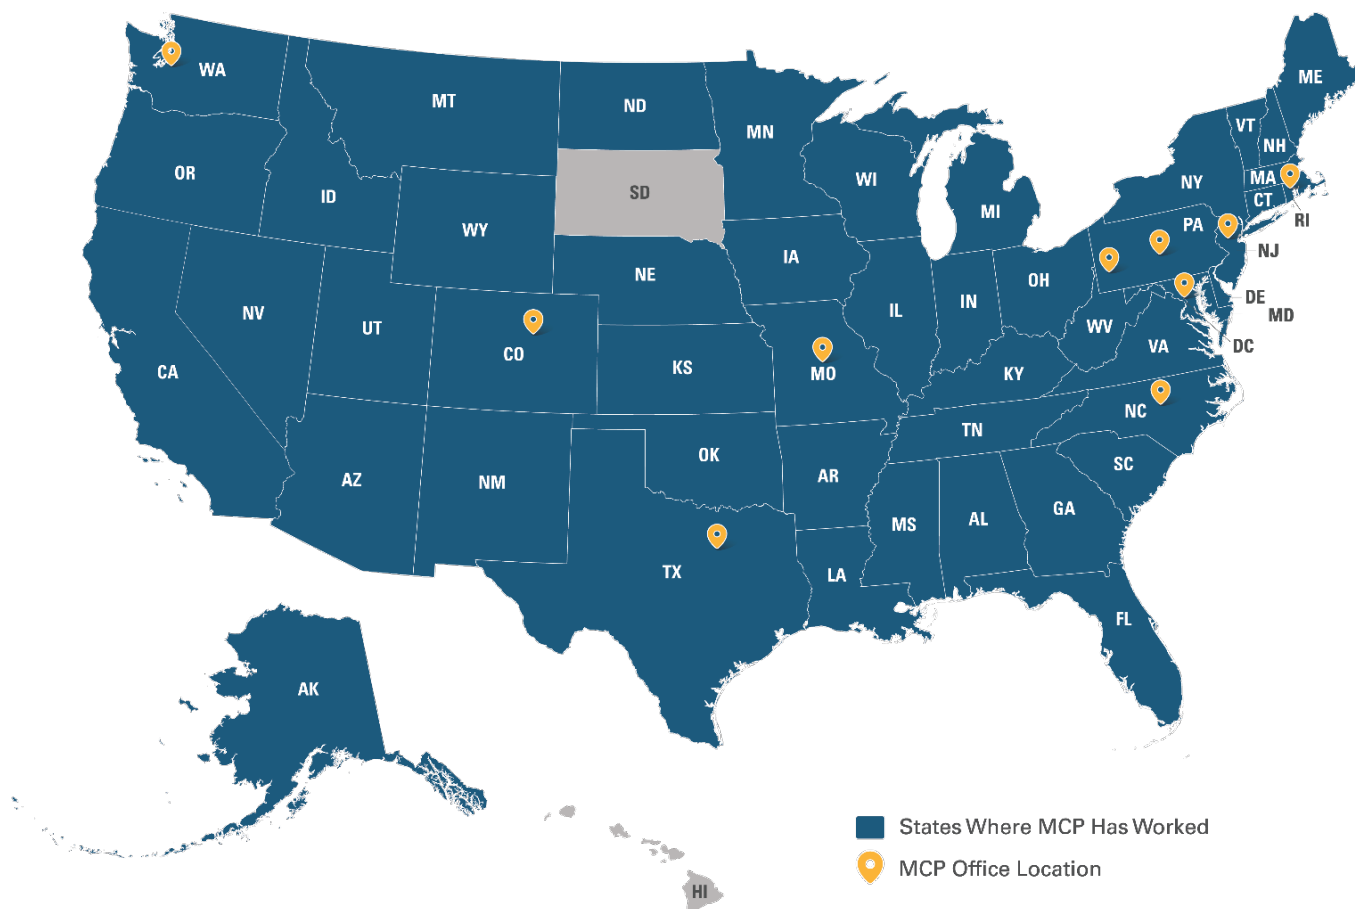 WA
MT
ND
MN
ME
VT
NH
OR
ID
SD
WI
NY
MA
MI
CT
RI
WY
PA
NJ
IA
NE
OH
IN
IL
DE
MD
NV
UT
CO
WV
VA
DC
CA
KS
MO
KY
NC
TN
OK
SC
AZ
NM
AR
GA
MS
AL
TX
LA
FL
AK
HI
States Where MCP Has Worked
MCP Office Location